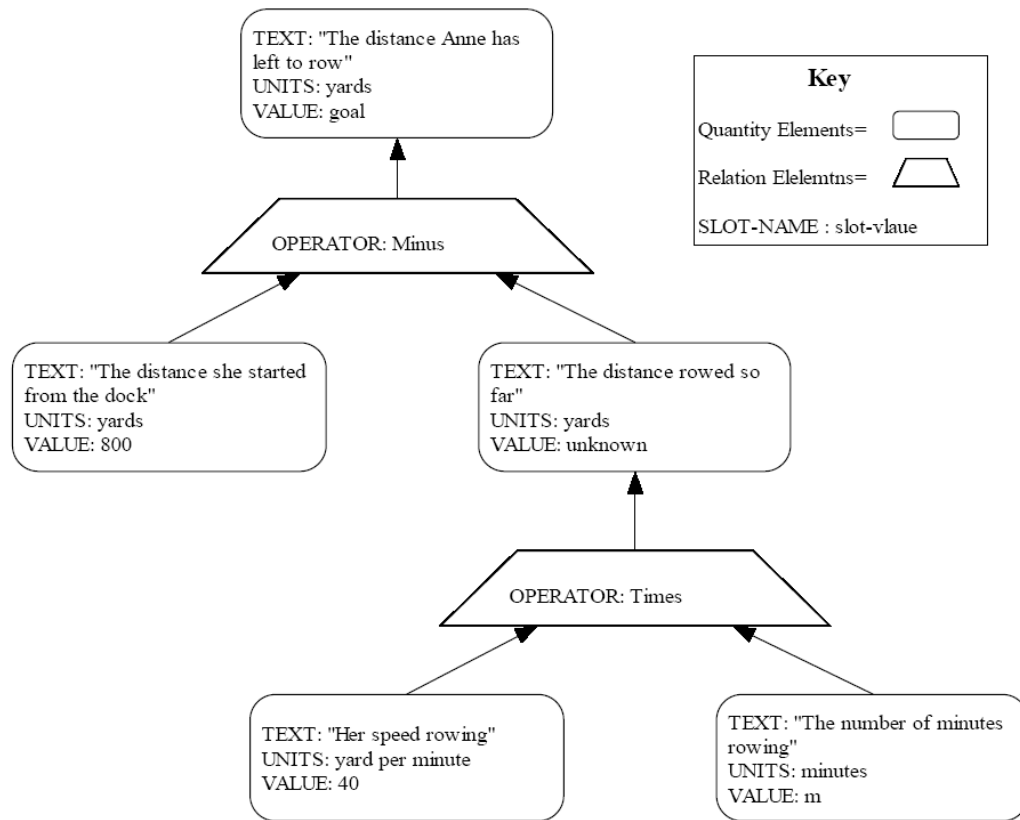 TEXT: "The distance Anne has
left to row"
UNITS: yards
VALUE: goal
Key
Quantity Elements=
Relation Elelemtns=
SLOT-NAME : slot-vlaue
OPERATOR: Minus
TEXT: "The distance she started
from the dock"
UNITS: yards
VALUE: 800
TEXT: "The distance rowed so
far"
UNITS: yards
VALUE: unknown
OPERATOR: Times
TEXT: "Her speed rowing"
UNITS: yard per minute
VALUE: 40
TEXT: "The number of minutes
rowing"
UNITS: minutes
VALUE: m